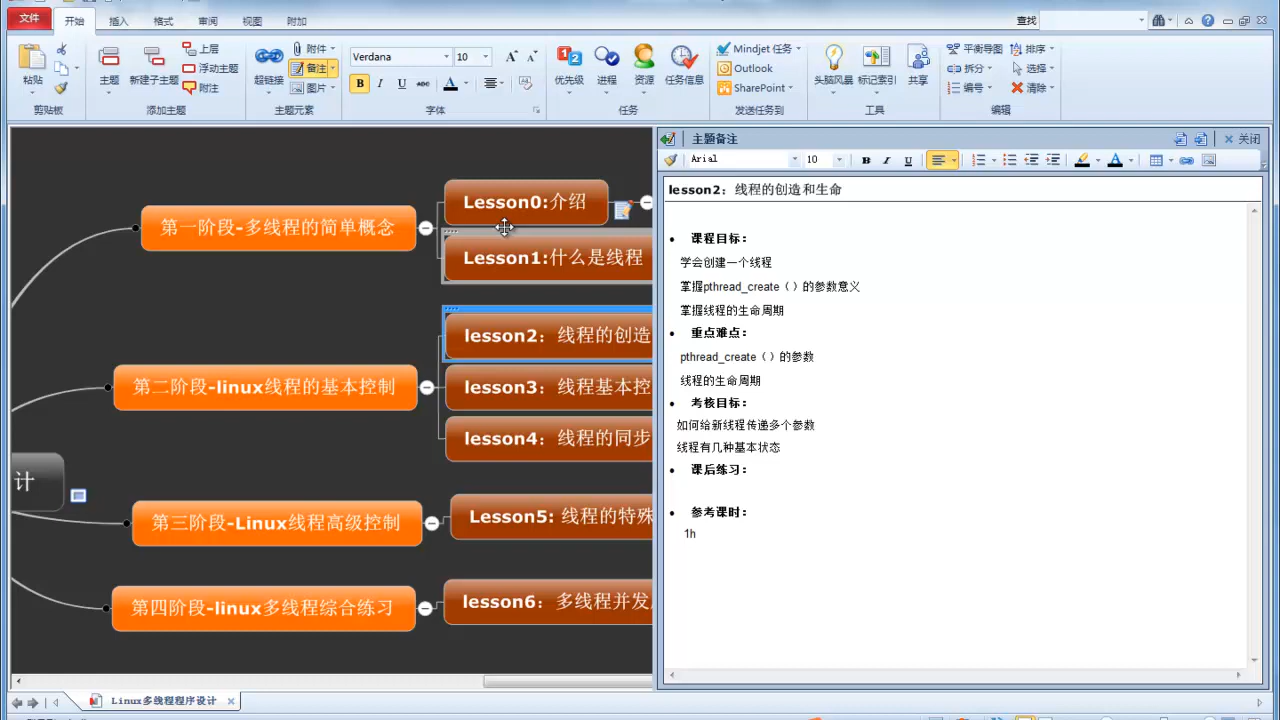 文件 开始 插入 格式 审阅 视图 附加 查找
粘贴 主题 新建子主题 上层 浮动主题 附注 超链接 附件 备注 图片
Verdana 10
B I U abc A
优先级 进程 资源 任务信息 Mindjet 任务 Outlook SharePoint
头脑风暴 标记索引 共享 平衡导图 拆分 编号 排序 选择 清除
剪贴板 添加主题 主题元素 字体 任务 发送任务到 工具 编辑
第一阶段-多线程的简单概念
Lesson0:介绍
Lesson1:什么是线程
第二阶段-linux线程的基本控制
lesson2：线程的创造
lesson3：线程基本控
lesson4：线程的同步
计
第三阶段-Linux线程高级控制
Lesson5: 线程的特殊
第四阶段-linux多线程综合练习
lesson6：多线程并发
主题备注 关闭
Arial 10 B I U A
lesson2：线程的创造和生命
• 课程目标：
学会创建一个线程
掌握pthread_create（）的参数意义
掌握线程的生命周期
• 重点难点：
pthread_create（）的参数
线程的生命周期
• 考核目标：
如何给新线程传递多个参数
线程有几种基本状态
• 课后练习：
• 参考课时：
1h
Linux多线程程序设计